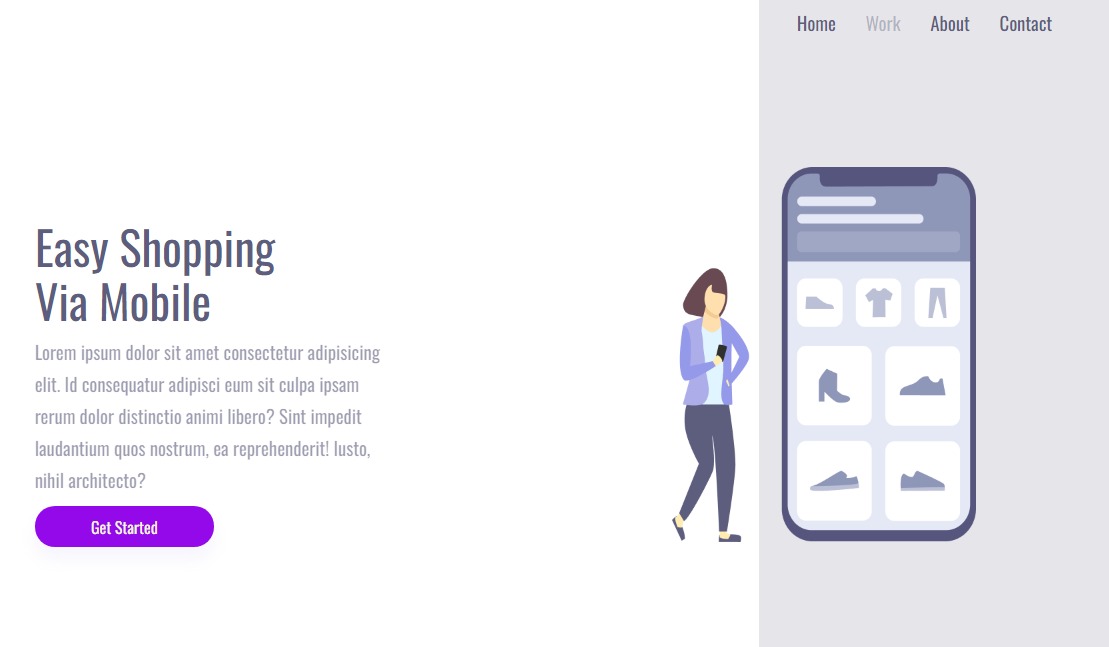 Home Work About Contact
Easy Shopping
Via Mobile
Lorem ipsum dolor sit amet consectetur adipisicing
elit. Id consequatur adipisci eum sit culpa ipsam
rerum dolor distinctio animi libero? Sint impedit
laudantium quos nostrum, ea reprehenderit! Iusto,
nihil architecto?
Get Started